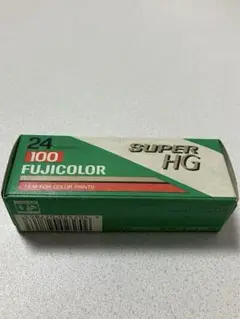 24
100
FUJICOLOR
FILM FOR COLOR PRINTS
SUPER
HG